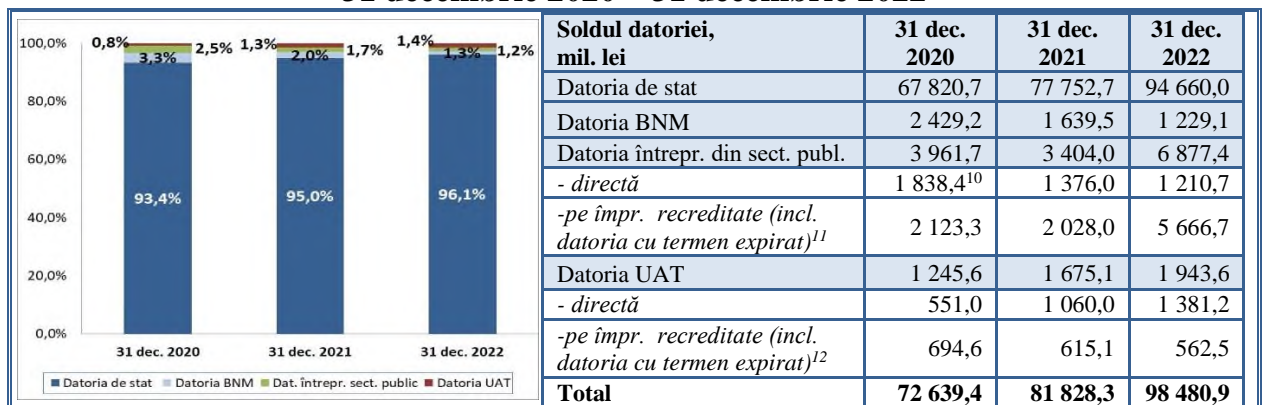 31 decembrie 2020 – 31 decembrie 2022
100,0%
80,0%
60,0%
40,0%
20,0%
0,0%
0,8% 2,5% 1,3% 1,7% 1,4% 1,2%
3,3% 2,0% 1,3%
93,4% 95,0% 96,1%
31 dec. 2020 31 dec. 2021 31 dec. 2022
Datoria de stat Datoria BNM Dat. întrepr. sect. public Datoria UAT
Soldul datoriei, mil. lei 31 dec. 2020 31 dec. 2021 31 dec. 2022
Datoria de stat 67 820,7 77 752,7 94 660,0
Datoria BNM 2 429,2 1 639,5 1 229,1
Datoria întrepr. din sect. publ. 3 961,7 3 404,0 6 877,4
- directă 1 838,4¹⁰ 1 376,0 1 210,7
-pe împr. recreditate (incl.
datoria cu termen expirat)¹¹ 2 123,3 2 028,0 5 666,7
Datoria UAT 1 245,6 1 675,1 1 943,6
- directă 551,0 1 060,0 1 381,2
-pe împr. recreditate (incl.
datoria cu termen expirat)¹² 694,6 615,1 562,5
Total 72 639,4 81 828,3 98 480,9